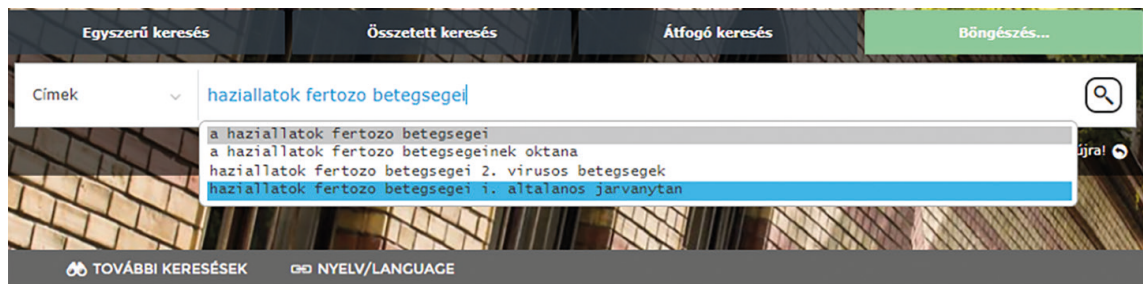 Egyszerű keresés Összetett keresés Átfogó keresés Böngészés...
Címek haziallatok fertozo betegsegei
a haziallatok fertozo betegsegei
a haziallatok fertozo betegsegeinek oktana
haziallatok fertozo betegsegei 2. virusos betegsegek
újra!
haziallatok fertozo betegsegei i. altalanos jarvanytan
TOVÁBBI KERESÉSEK NYELV/LANGUAGE